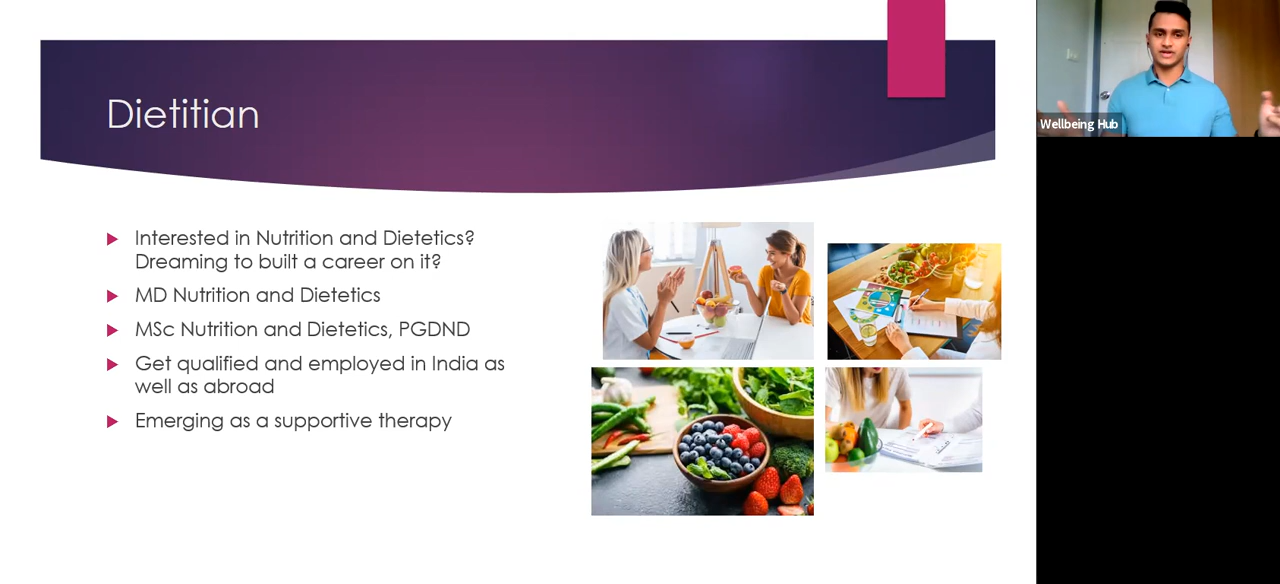 Dietitian
Interested in Nutrition and Dietetics?
Dreaming to built a career on it?
MD Nutrition and Dietetics
MSc Nutrition and Dietetics, PGDND
Get qualified and employed in India as
well as abroad
Emerging as a supportive therapy
Wellbeing Hub